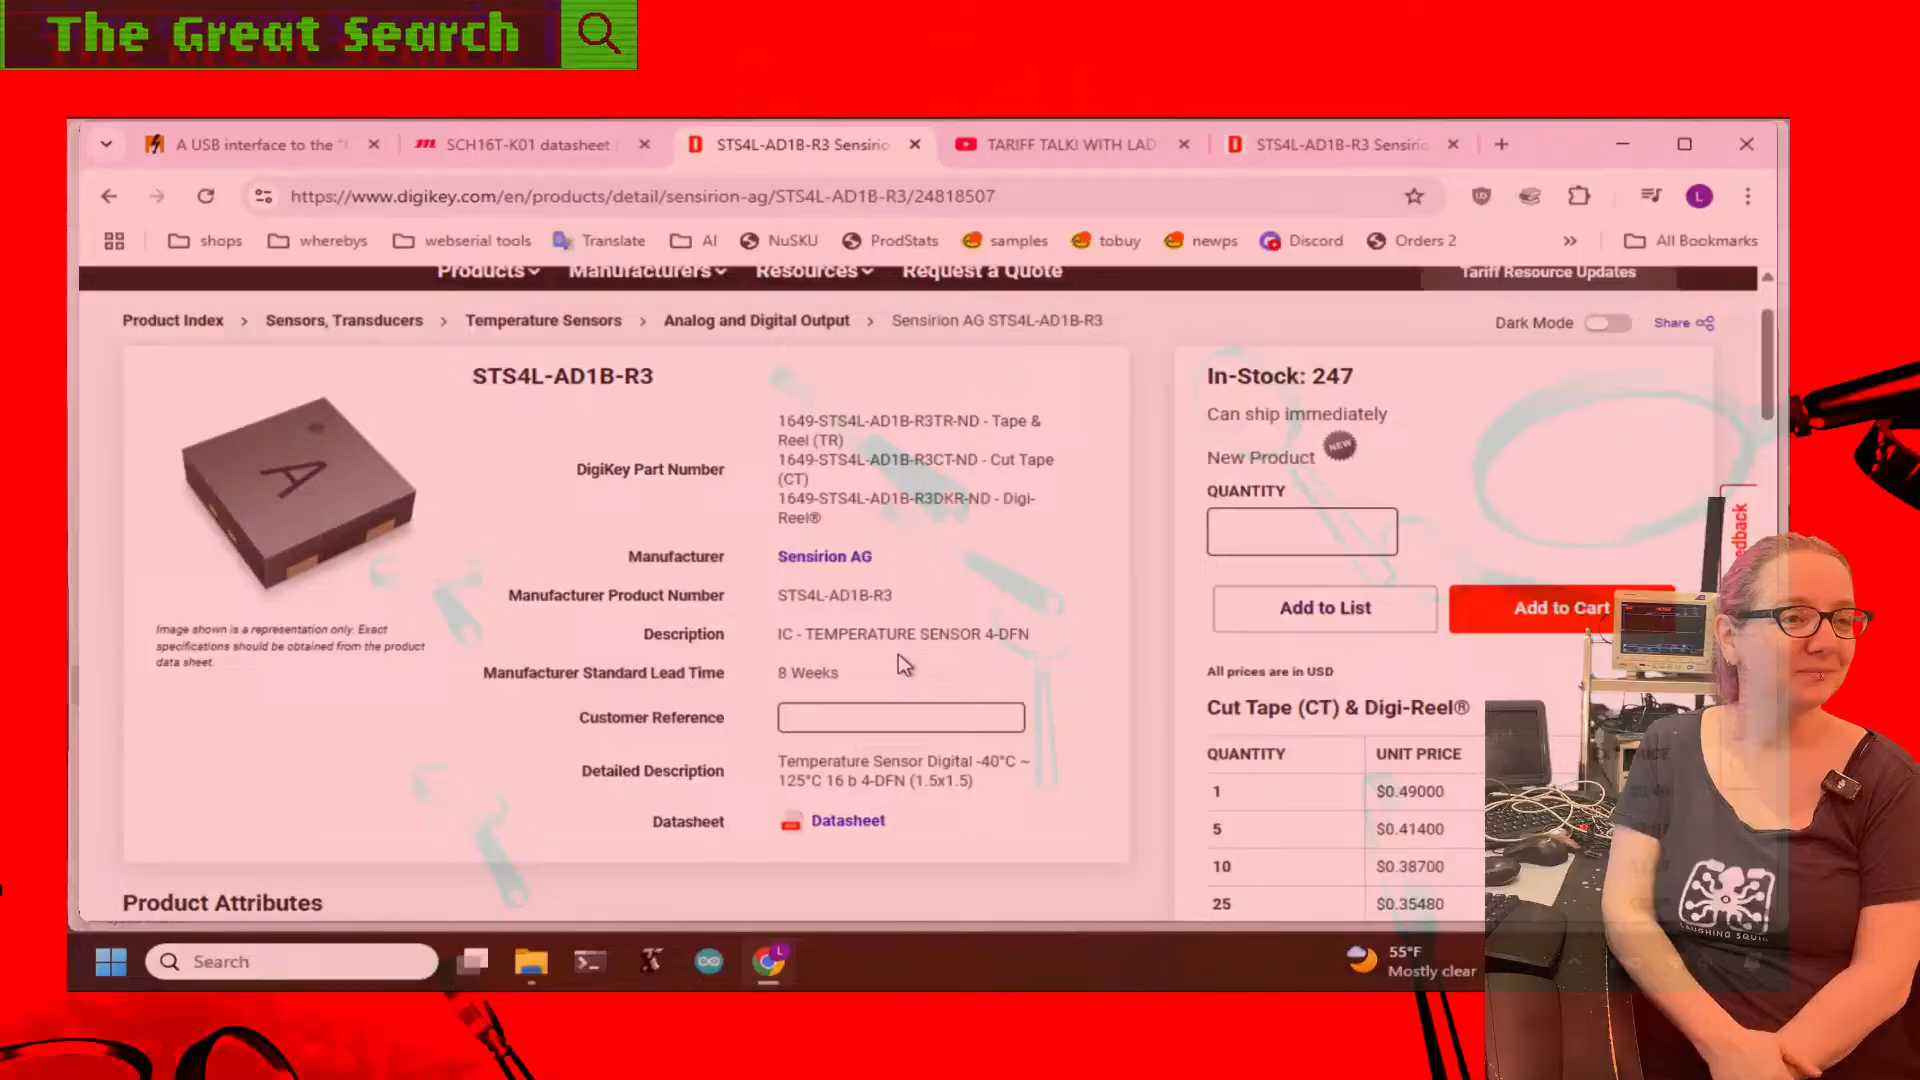 The Great Search
A USB interface to the "
SCH16T-K01 datasheet
STS4L-AD1B-R3 Sensirio
TARIFF TALK! WITH LAD
STS4L-AD1B-R3 Sensiric
https://www.digikey.com/en/products/detail/sensirion-ag/STS4L-AD1B-R3/24818507
L
shops
wherebys
webserial tools
Translate
AI
NuSKU
ProdStats
samples
tobuy
newps
Discord
Orders 2
All Bookmarks
Products
Manufacturers
Resources
Request a Quote
Tariff Resource Updates
Product Index > Sensors, Transducers > Temperature Sensors > Analog and Digital Output > Sensirion AG STS4L-AD1B-R3
Dark Mode
Share
STS4L-AD1B-R3
A
Image shown is a representation only. Exact
specifications should be obtained from the product
data sheet.
DigiKey Part Number
1649-STS4L-AD1B-R3TR-ND - Tape &
Reel (TR)
1649-STS4L-AD1B-R3CT-ND - Cut Tape
(CT)
1649-STS4L-AD1B-R3DKR-ND - Digi-
Reel®
Manufacturer
Sensirion AG
Manufacturer Product Number
STS4L-AD1B-R3
Description
IC - TEMPERATURE SENSOR 4-DFN
Manufacturer Standard Lead Time
8 Weeks
Customer Reference
Detailed Description
Temperature Sensor Digital -40°C ~
125°C 16 b 4-DFN (1.5x1.5)
Datasheet
Datasheet
Product Attributes
In-Stock: 247
Can ship immediately
New Product
NEW
QUANTITY
Add to List
Add to Cart
edback
All prices are in USD
Cut Tape (CT) & Digi-Reel®
QUANTITY
UNIT PRICE
1
$0.49000
5
$0.41400
10
$0.38700
25
$0.35480
LAUGHING SQUID
Search
55°F
Mostly clear